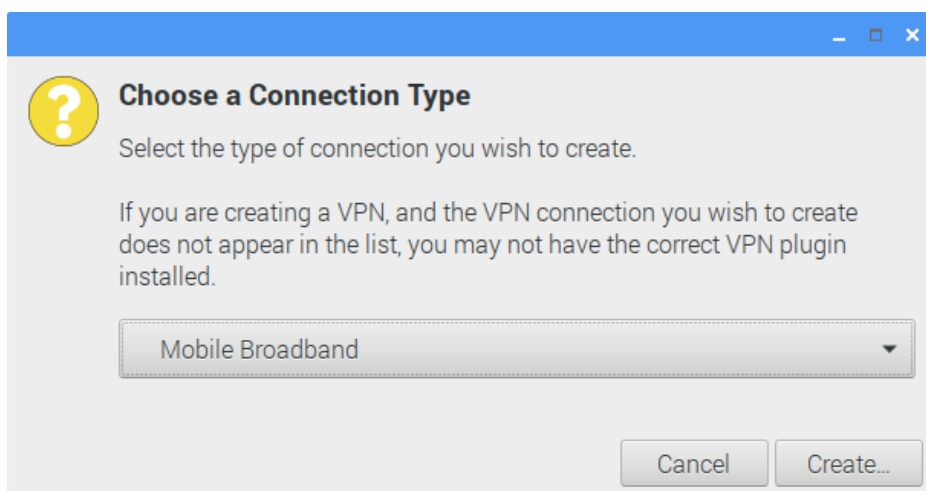 Choose a Connection Type
Select the type of connection you wish to create.
If you are creating a VPN, and the VPN connection you wish to create
does not appear in the list, you may not have the correct VPN plugin
installed.
Mobile Broadband
Cancel
Create...